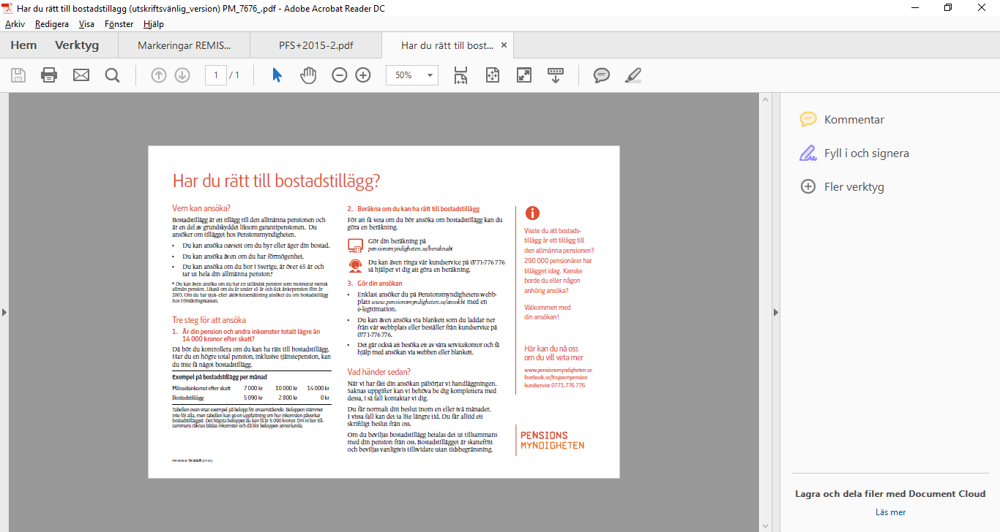 Har du rätt till bostadstillagg (utskriftsvänlig_version) PM_7676_.pdf - Adobe Acrobat Reader DC
Arkiv Redigera Visa Fönster Hjälp
Hem Verktyg Markeringar REMIS... PFS+2015-2.pdf Har du rätt till bost... ×
1 / 1 50%
Har du rätt till bostadstillägg?
Vem kan ansöka?
Bostadstillägg är ett tillägg till den allmänna pensionen och
är en del av grundskyddet liksom garantipensionen. Du
ansöker om tillägget hos Pensionsmyndigheten.
• Du kan ansöka oavsett om du hyr eller äger din bostad.
• Du kan ansöka även om du har förmögenhet.
• Du kan ansöka om du bor i Sverige, är över 65 år och
tar ut hela din allmänna pension.*
* Du kan även ansöka om du har en utländsk pension som motsvarar svensk
allmän pension. Likaså om du är under 65 år och fick änkepension före år
2003. Om du har sjuk- eller aktivitetsersättning ansöker du om bostadstillägg
hos Försäkringskassan.
Tre steg för att ansöka
1. Är din pension och andra inkomster totalt lägre än
14 000 kronor efter skatt?
Då bör du kontrollera om du kan ha rätt till bostadstillägg.
Har du en högre total pension, inklusive tjänstepension, kan
du inte få något bostadstillägg.
Exempel på bostadstillägg per månad
Månadsinkomst efter skatt 7 000 kr 10 000 kr 14 000 kr
Bostadstillägg 5 090 kr 2 800 kr 0 kr
Tabellen ovan visar exempel på belopp för ensamstående. Beloppen stämmer
inte för alla, men tabellen kan ge en uppfattning om hur inkomsten påverkar
bostadstillägget. Det högsta beloppet du kan få är 5 090 kronor. Om ni bor till-
sammans räknas bådas inkomster och då blir beloppen annorlunda.
2. Beräkna om du kan ha rätt till bostadstillägg
För att få veta om du bör ansöka om bostadstillägg kan du
göra en beräkning.
Gör din beräkning på
pensionsmyndigheten.se/beraknabt
Du kan även ringa vår kundservice på 0771-776 776
så hjälper vi dig att göra en beräkning.
3. Gör din ansökan
• Enklast ansöker du på Pensionsmyndighetens webb-
plats www.pensionsmyndigheten.se/ansokbt med en
e-legitimation.
• Du kan även ansöka via blankett som du laddar ner
från vår webbplats eller beställer från kundservice på
0771-776 776.
• Det går också att besöka ett av våra servicekontor och få
hjälp med ansökan via webben eller blankett.
Vad händer sedan?
När vi har fått din ansökan påbörjar vi handläggningen.
Saknas uppgifter kan vi behöva be dig komplettera med
dessa, i så fall kontaktar vi dig.
Du får normalt ditt beslut inom en eller två månader.
I vissa fall kan det ta lite längre tid. Du får alltid ett
skriftligt beslut från oss.
Om du beviljas bostadstillägg betalas det ut tillsammans
med din pension från oss. Bostadstillägget är skattefritt
och beviljas vanligtvis tillsvidare utan tidsbegränsning.
i
Visste du att bostads-
tillägg är ett tillägg till
den allmänna pensionen?
290 000 pensionärer har
tillägget idag. Kanske
borde du eller någon
anhörig ansöka?
Välkommen med
din ansökan!
Här kan du nå oss
om du vill veta mer
www.pensionsmyndigheten.se
facebook.se/fragaompension
kundservice 0771-776 776
PENSIONS
MYNDIGHETEN
Kommentar
Fyll i och signera
Fler verktyg
Lagra och dela filer med Document Cloud
Läs mer